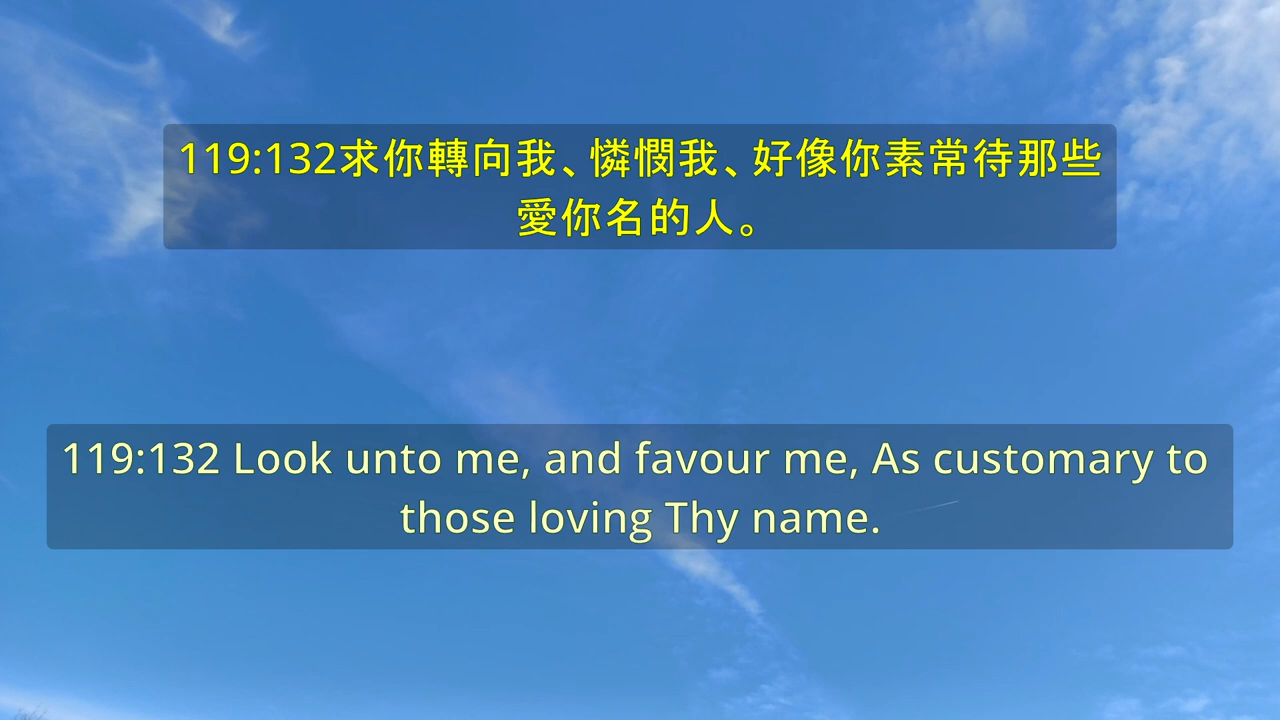 119:132求你轉向我、憐憫我、好像你素常待那些
愛你名的人。
119:132 Look unto me, and favour me, As customary to
those loving Thy name.